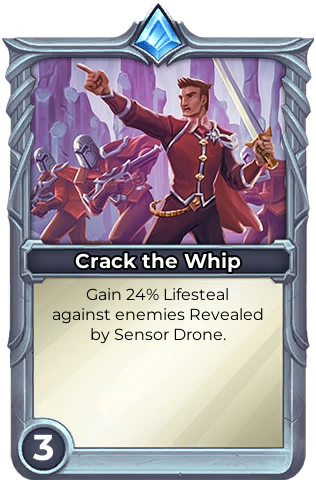 Crack the Whip
Gain 24% Lifesteal
against enemies Revealed
by Sensor Drone.
3